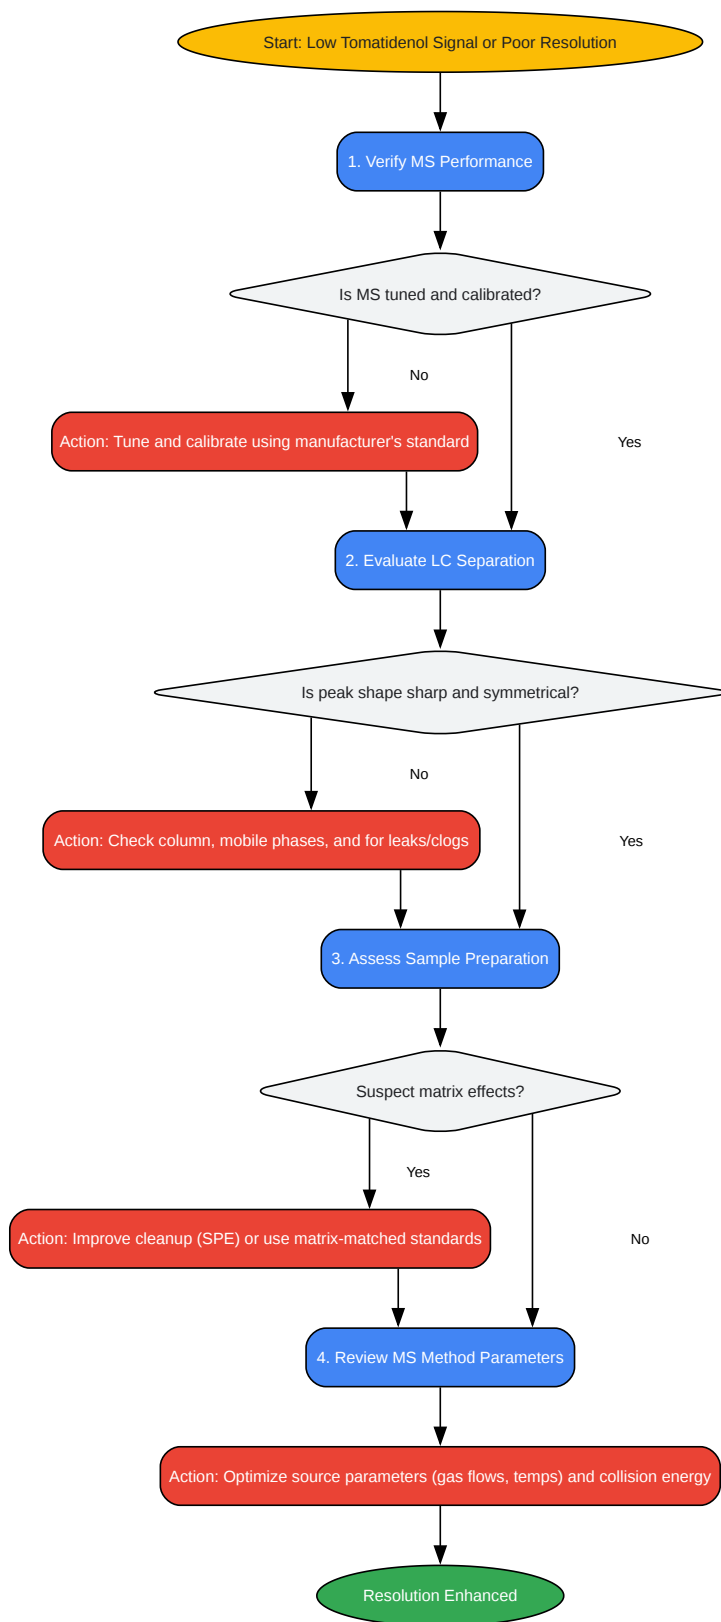 Start: Low Tomatidenol Signal or Poor Resolution
1. Verify MS Performance
Is MS tuned and calibrated?
No
Action: Tune and calibrate using manufacturer's standard
Yes
2. Evaluate LC Separation
Is peak shape sharp and symmetrical?
No
Action: Check column, mobile phases, and for leaks/clogs
Yes
3. Assess Sample Preparation
Suspect matrix effects?
Yes
Action: Improve cleanup (SPE) or use matrix-matched standards
No
4. Review MS Method Parameters
Action: Optimize source parameters (gas flows, temps) and collision energy
Resolution Enhanced